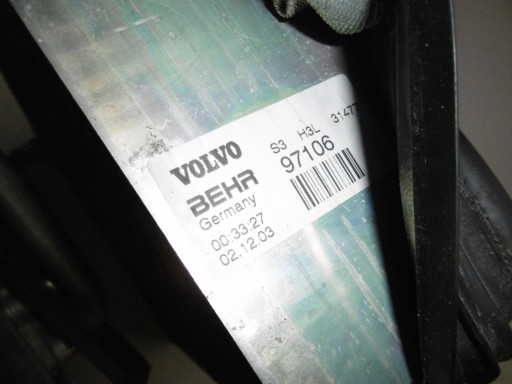 VOLVO S3 H3L 3147
BEHR 97106
Germany
00:33:27
02.12.03